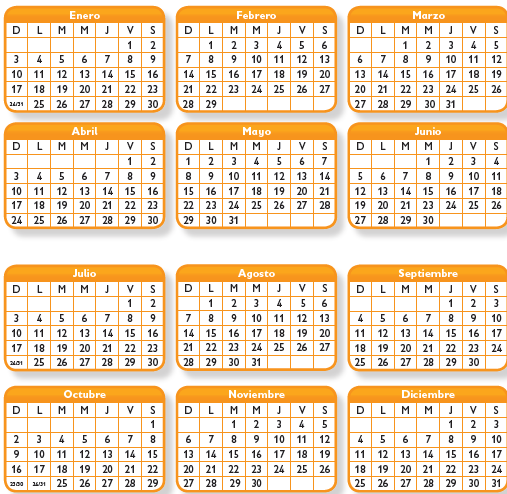 Enero
D L M M J V S
1 2
3 4 5 6 7 8 9
10 11 12 13 14 15 16
17 18 19 20 21 22 23
24/31 25 26 27 28 29 30
Febrero
D L M M J V S
1 2 3 4 5 6
7 8 9 10 11 12 13
14 15 16 17 18 19 20
21 22 23 24 25 26 27
28 29
Marzo
D L M M J V S
1 2 3 4 5
6 7 8 9 10 11 12
13 14 15 16 17 18 19
20 21 22 23 24 25 26
27 28 29 30 31
Abril
D L M M J V S
1 2
3 4 5 6 7 8 9
10 11 12 13 14 15 16
17 18 19 20 21 22 23
24 25 26 27 28 29 30
Mayo
D L M M J V S
1 2 3 4 5 6 7
8 9 10 11 12 13 14
15 16 17 18 19 20 21
22 23 24 25 26 27 28
29 30 31
Junio
D L M M J V S
1 2 3 4
5 6 7 8 9 10 11
12 13 14 15 16 17 18
19 20 21 22 23 24 25 26
27 28 29 30
Julio
D L M M J V S
1 2
3 4 5 6 7 8 9
10 11 12 13 14 15 16
17 18 19 20 21 22 23
24/31 25 26 27 28 29 30
Agosto
D L M M J V S
1 2 3 4 5 6
7 8 9 10 11 12 13
14 15 16 17 18 19 20
21 22 23 24 25 26 27
28 29 30 31
Septiembre
D L M M J V S
1 2 3
4 5 6 7 8 9 10
11 12 13 14 15 16 17
18 19 20 21 22 23 24
25 26 27 28 29 30
Octubre
D L M M J V S
1
2 3 4 5 6 7 8
9 10 11 12 13 14 15
16 17 18 19 20 21 22
23/30 24/31 25 26 27 28 29
Noviembre
D L M M J V S
1 2 3 4 5
6 7 8 9 10 11 12
13 14 15 16 17 18 19
20 21 22 23 24 25 26
27 28 29 30
Diciembre
D L M M J V S
1 2 3
4 5 6 7 8 9 10
11 12 13 14 15 16 17
18 19 20 21 22 23 24
25 26 27 28 29 30 31